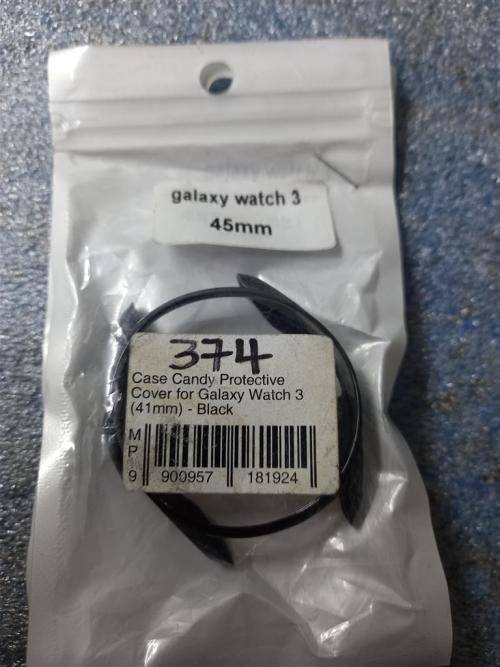 galaxy watch 3
45mm
374
Case Candy Protective
Cover for Galaxy Watch 3
(41mm) - Black
M
P
9 900957 181924